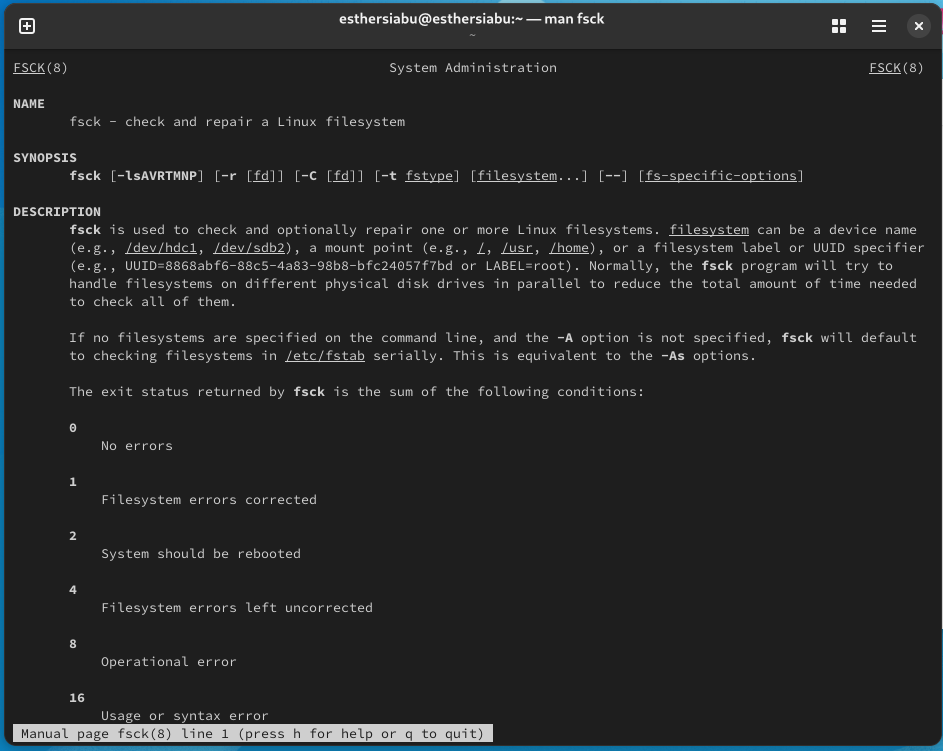 esthersiabu@esthersiabu:~ — man fsck
~
FSCK(8) System Administration FSCK(8)
NAME
fsck - check and repair a Linux filesystem
SYNOPSIS
fsck [-lsAVRTMNP] [-r [fd]] [-C [fd]] [-t fstype] [filesystem...] [--] [fs-specific-options]
DESCRIPTION
fsck is used to check and optionally repair one or more Linux filesystems. filesystem can be a device name
(e.g., /dev/hdc1, /dev/sdb2), a mount point (e.g., /, /usr, /home), or a filesystem label or UUID specifier
(e.g., UUID=8868abf6-88c5-4a83-98b8-bfc24057f7bd or LABEL=root). Normally, the fsck program will try to
handle filesystems on different physical disk drives in parallel to reduce the total amount of time needed
to check all of them.
If no filesystems are specified on the command line, and the -A option is not specified, fsck will default
to checking filesystems in /etc/fstab serially. This is equivalent to the -As options.
The exit status returned by fsck is the sum of the following conditions:
0
No errors
1
Filesystem errors corrected
2
System should be rebooted
4
Filesystem errors left uncorrected
8
Operational error
16
Usage or syntax error
Manual page fsck(8) line 1 (press h for help or q to quit)